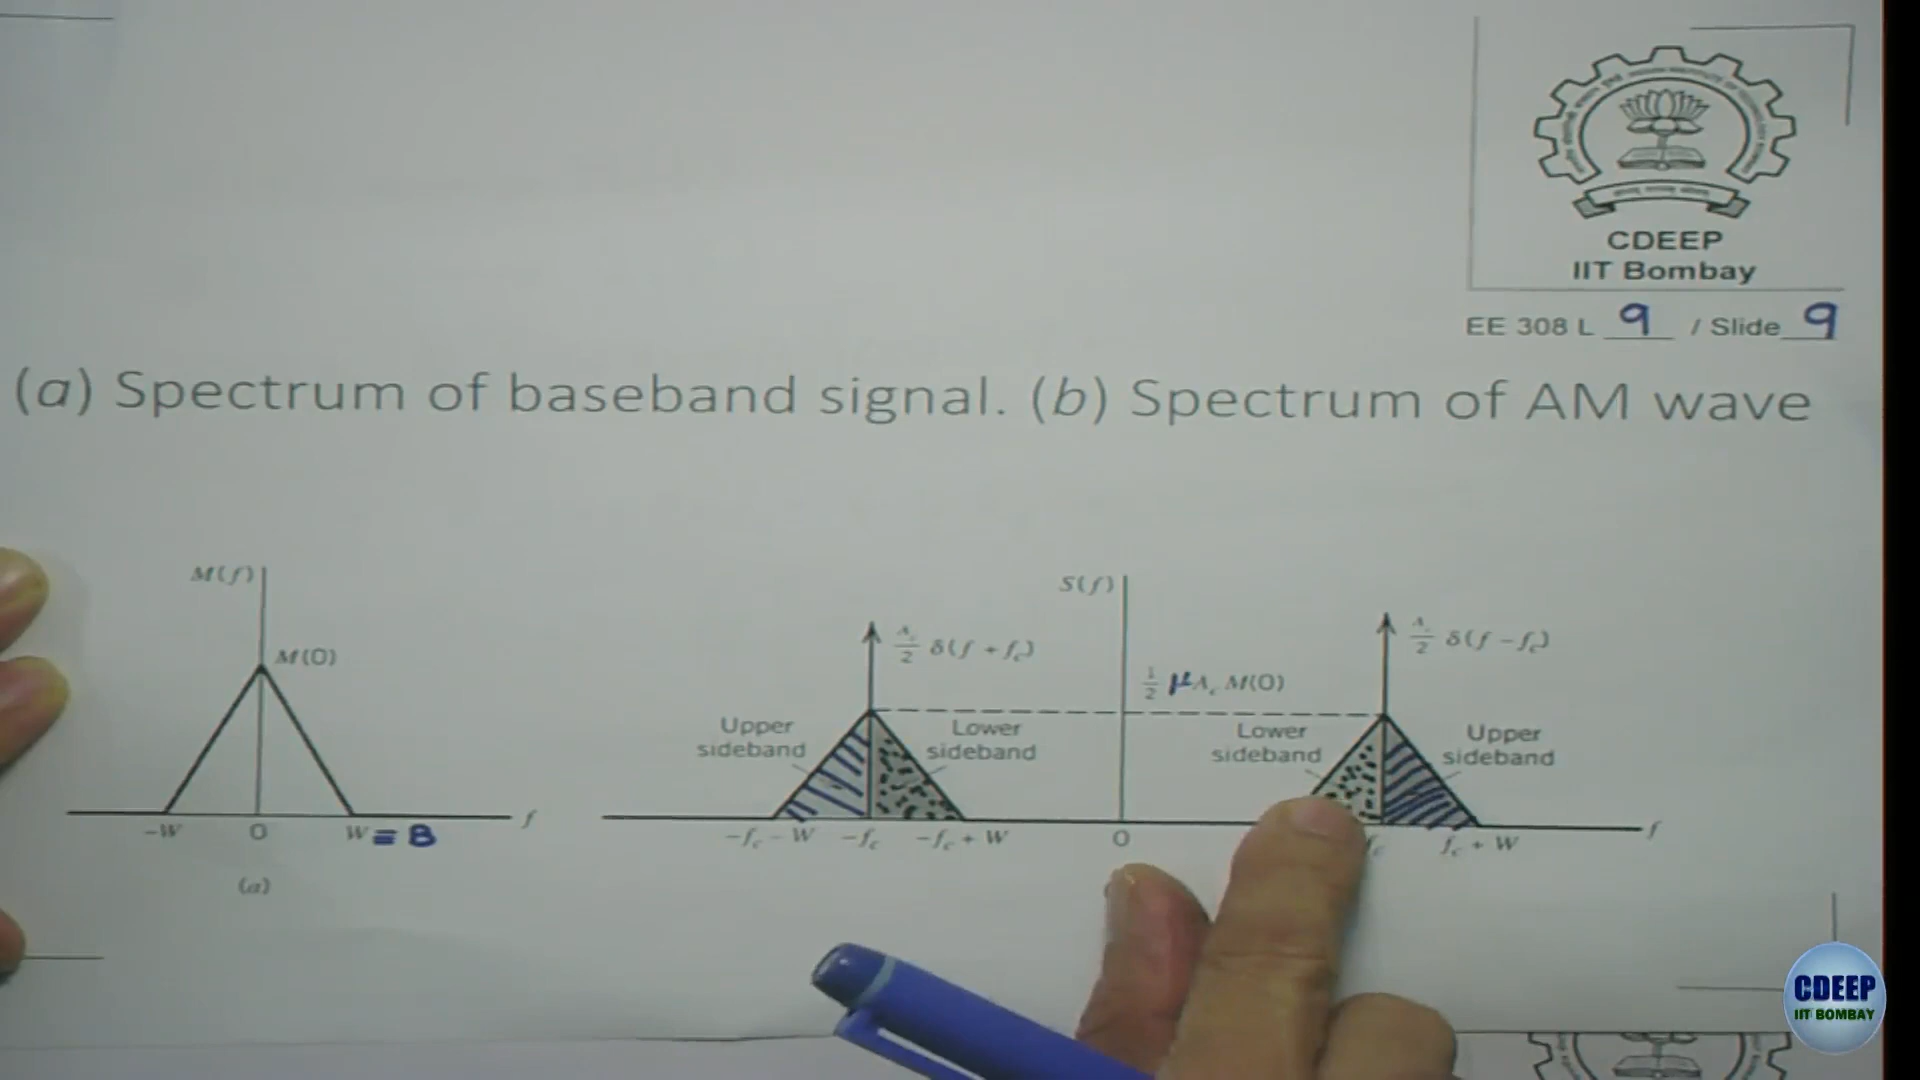 CDEEP
IIT Bombay
EE 308 L 9 / Slide 9
(a) Spectrum of baseband signal. (b) Spectrum of AM wave
M(f)
M(0)
-W 0 W ≡ B f
(a)
S(f)
A_c/2 δ(f + f_c)
A_c/2 δ(f - f_c)
1/2 μA_c M(0)
Upper
sideband
Lower
sideband
Lower
sideband
Upper
sideband
-f_c - W -f_c -f_c + W 0 f_c f_c + W f
CDEEP
IIT BOMBAY